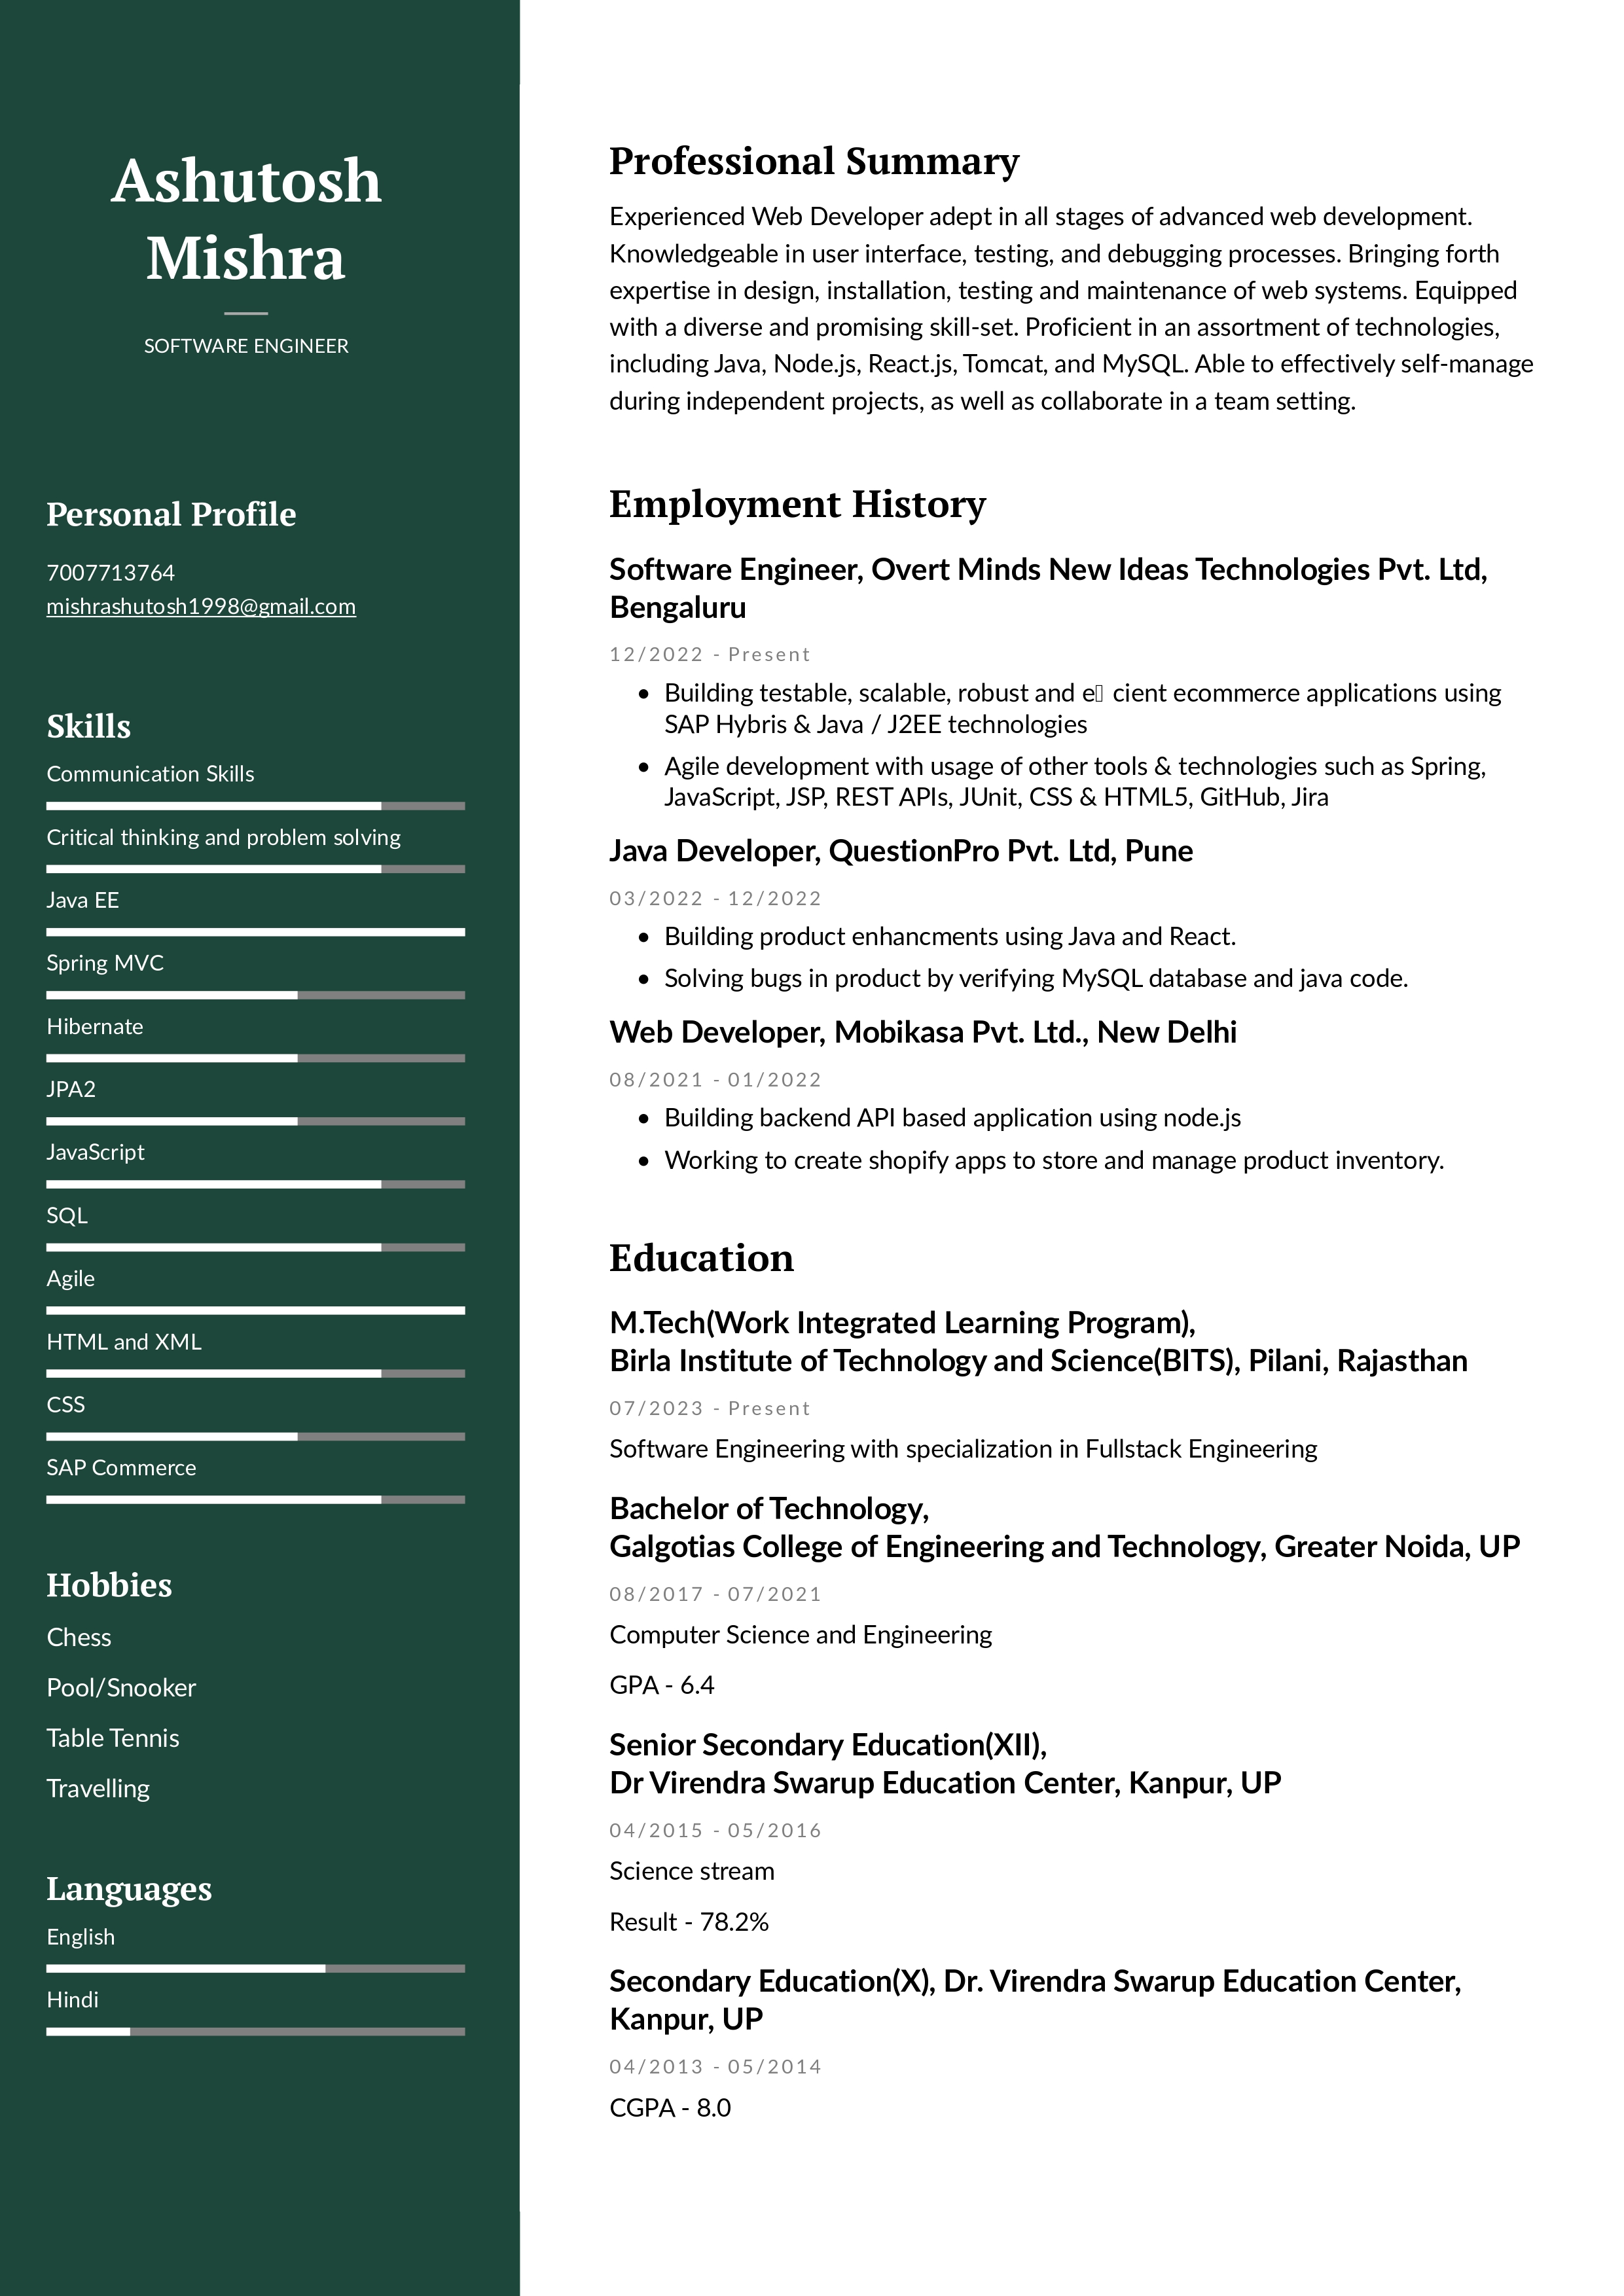 Ashutosh
Mishra
SOFTWARE ENGINEER
Personal Profile
7007713764
mishrashutosh1998@gmail.com
Skills
Communication Skills
Critical thinking and problem solving
Java EE
Spring MVC
Hibernate
JPA2
JavaScript
SQL
Agile
HTML and XML
CSS
SAP Commerce
Hobbies
Chess
Pool/Snooker
Table Tennis
Travelling
Languages
English
Hindi
Professional Summary
Experienced Web Developer adept in all stages of advanced web development.
Knowledgeable in user interface, testing, and debugging processes. Bringing forth
expertise in design, installation, testing and maintenance of web systems. Equipped
with a diverse and promising skill-set. Proficient in an assortment of technologies,
including Java, Node.js, React.js, Tomcat, and MySQL. Able to effectively self-manage
during independent projects, as well as collaborate in a team setting.
Employment History
Software Engineer, Overt Minds New Ideas Technologies Pvt. Ltd,
Bengaluru
12/2022 - Present
• Building testable, scalable, robust and e▯ cient ecommerce applications using
SAP Hybris & Java / J2EE technologies
• Agile development with usage of other tools & technologies such as Spring,
JavaScript, JSP, REST APIs, JUnit, CSS & HTML5, GitHub, Jira
Java Developer, QuestionPro Pvt. Ltd, Pune
03/2022 - 12/2022
• Building product enhancments using Java and React.
• Solving bugs in product by verifying MySQL database and java code.
Web Developer, Mobikasa Pvt. Ltd., New Delhi
08/2021 - 01/2022
• Building backend API based application using node.js
• Working to create shopify apps to store and manage product inventory.
Education
M.Tech(Work Integrated Learning Program),
Birla Institute of Technology and Science(BITS), Pilani, Rajasthan
07/2023 - Present
Software Engineering with specialization in Fullstack Engineering
Bachelor of Technology,
Galgotias College of Engineering and Technology, Greater Noida, UP
08/2017 - 07/2021
Computer Science and Engineering
GPA - 6.4
Senior Secondary Education(XII),
Dr Virendra Swarup Education Center, Kanpur, UP
04/2015 - 05/2016
Science stream
Result - 78.2%
Secondary Education(X), Dr. Virendra Swarup Education Center,
Kanpur, UP
04/2013 - 05/2014
CGPA - 8.0